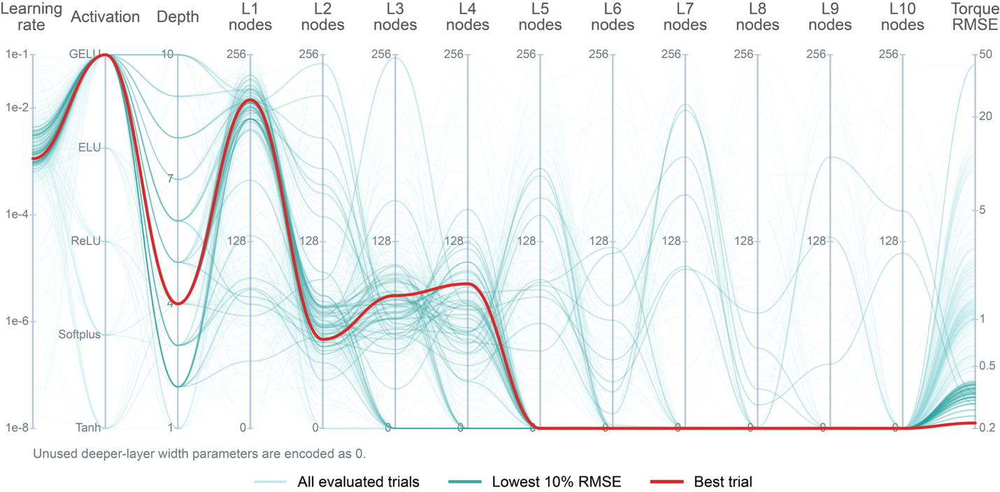 Learning rate
Activation
Depth
L1 nodes
L2 nodes
L3 nodes
L4 nodes
L5 nodes
L6 nodes
L7 nodes
L8 nodes
L9 nodes
L10 nodes
Torque RMSE
1e-1
1e-2
1e-4
1e-6
1e-8
GELU
ELU
ReLU
Softplus
Tanh
10
7
4
1
256
128
0
256
128
0
256
128
0
256
128
0
256
128
0
256
128
0
256
128
0
256
128
0
256
128
0
256
128
0
50
20
5
1
0.5
0.2
Unused deeper-layer width parameters are encoded as 0.
All evaluated trials
Lowest 10% RMSE
Best trial